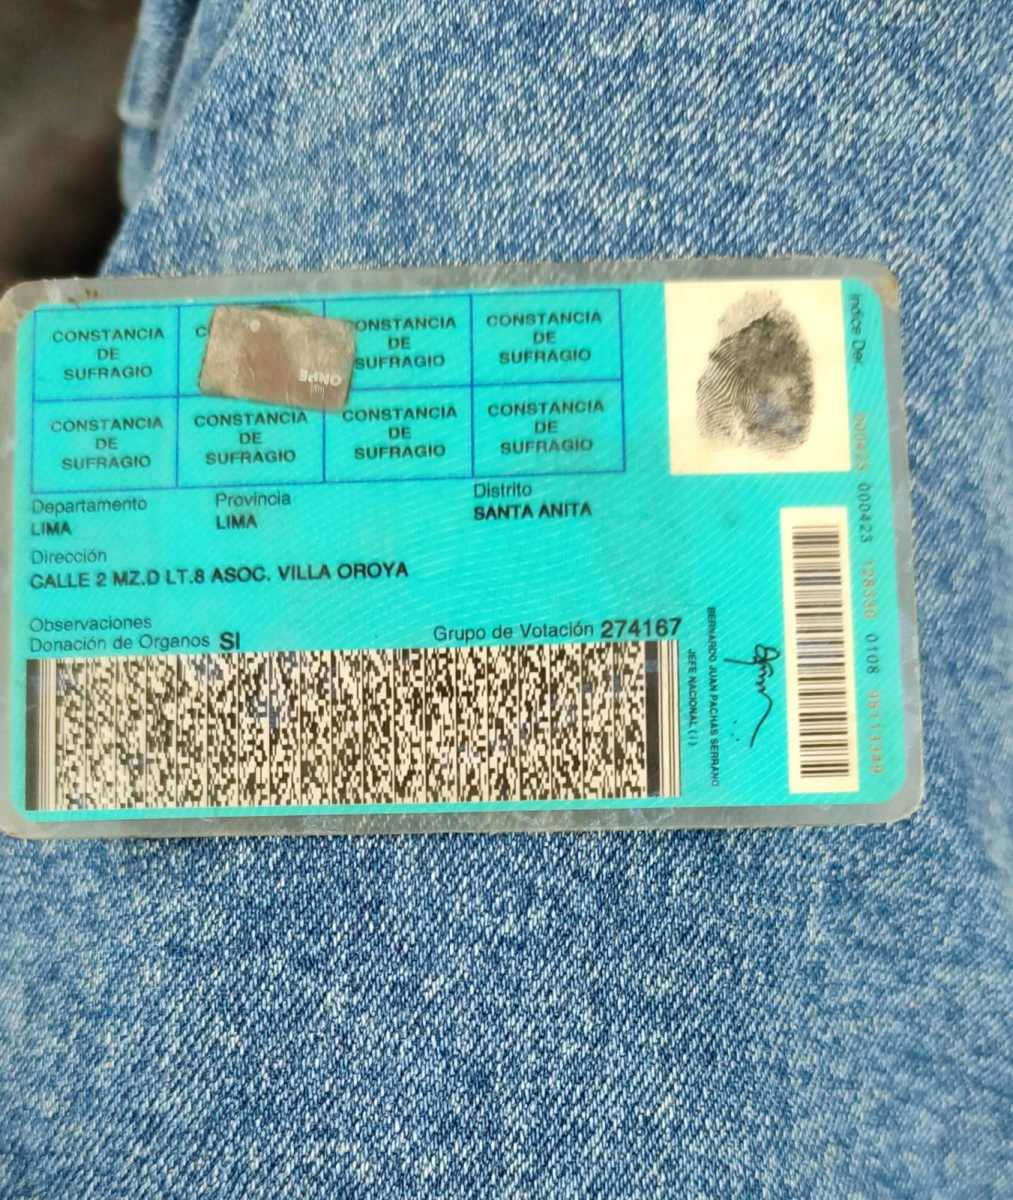 CONSTANCIA
DE
SUFRAGIO
C
ONPE
CONSTANCIA
DE
SUFRAGIO
CONSTANCIA
DE
SUFRAGIO
CONSTANCIA
DE
SUFRAGIO
CONSTANCIA
DE
SUFRAGIO
CONSTANCIA
DE
SUFRAGIO
CONSTANCIA
DE
SUFRAGIO
Departamento
LIMA
Provincia
LIMA
Distrito
SANTA ANITA
Dirección
CALLE 2 MZ.D LT.8 ASOC. VILLA OROYA
Observaciones
Donación de Organos SI
Grupo de Votación 274167
BERNARDO JUAN PACHAS SERRANO
JEFE NACIONAL (i)
Indice Der.
000423 0108